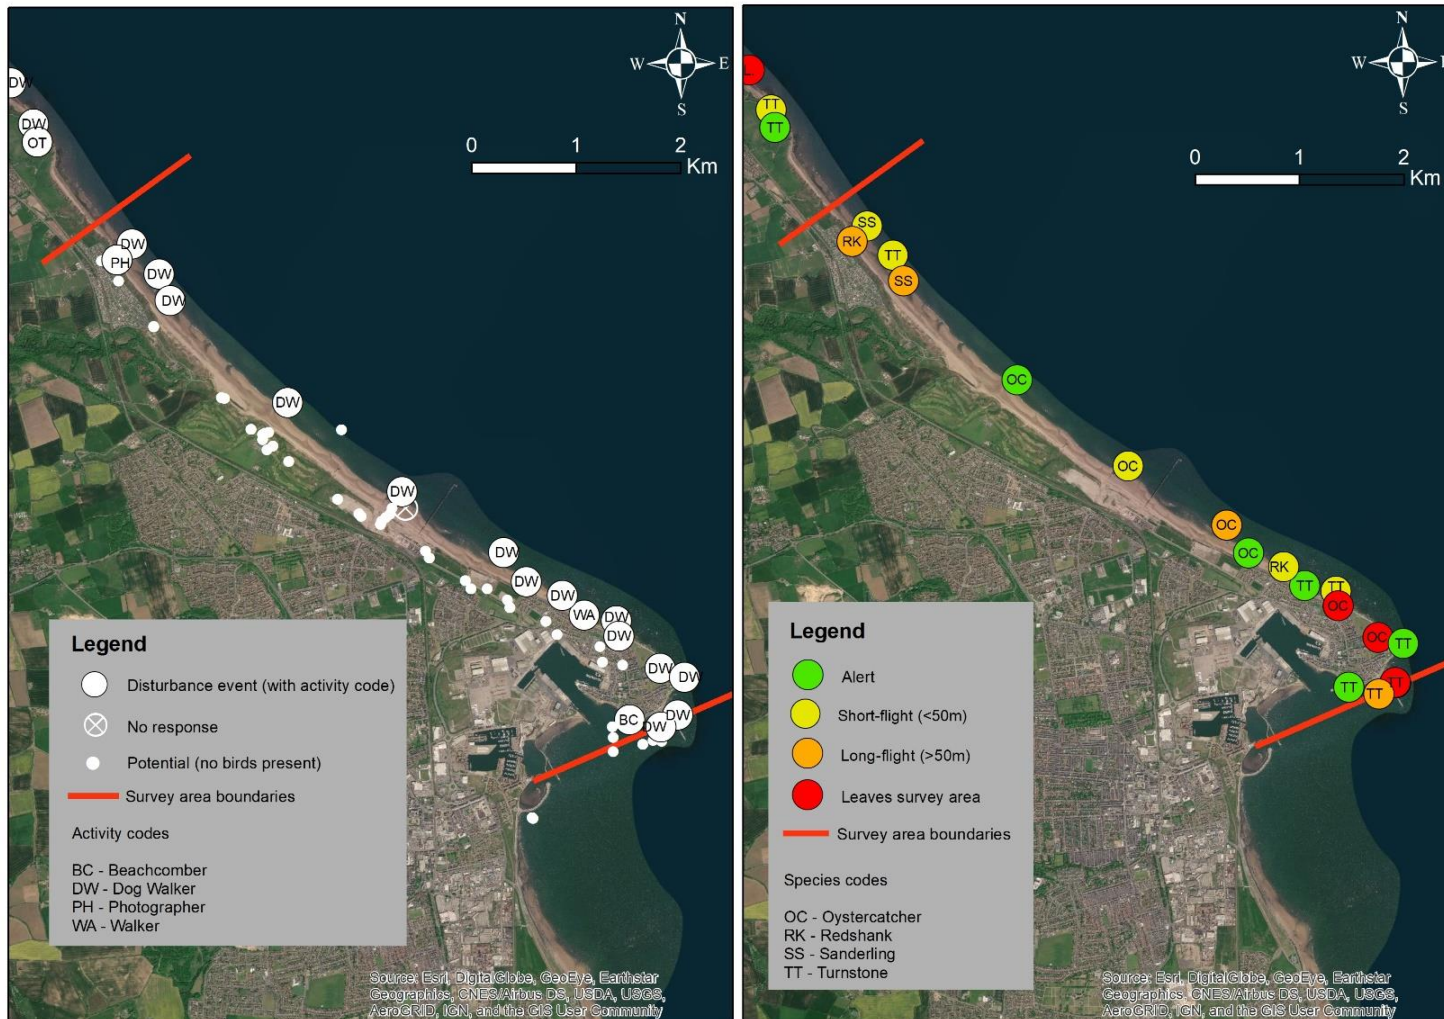 N
W E
S
0 1 2
Km
DW
DW
OT
DW
PH
DW
DW
DW
DW
DW
DW
DW
WA
DW
DW
DW
DW
BC
DW
DW
Legend
Disturbance event (with activity code)
No response
Potential (no birds present)
Survey area boundaries
Activity codes
BC - Beachcomber
DW - Dog Walker
PH - Photographer
WA - Walker
Source: Esri, DigitalGlobe, GeoEye, Earthstar
Geographics, CNES/Airbus DS, USDA, USGS,
AeroGRID, IGN, and the GIS User Community
N
W E
S
0 1 2
Km
L
TT
TT
SS
RK
TT
SS
OC
OC
OC
OC
RK
TT
TT
OC
OC
TT
TT
TT
TT
Legend
Alert
Short-flight (<50m)
Long-flight (>50m)
Leaves survey area
Survey area boundaries
Species codes
OC - Oystercatcher
RK - Redshank
SS - Sanderling
TT - Turnstone
Source: Esri, DigitalGlobe, GeoEye, Earthstar
Geographics, CNES/Airbus DS, USDA, USGS,
AeroGRID, IGN, and the GIS User Community